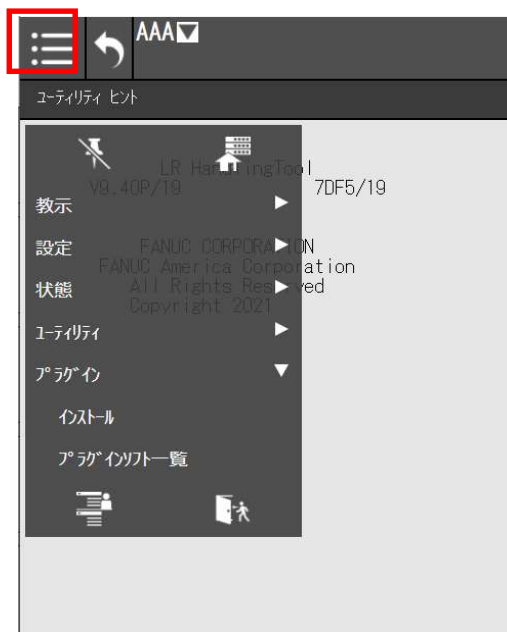 AAA
ユーティリティ ヒント
LR HandlingTool
V9.40P/19 7DF5/19
教示
設定
FANUC CORPORATION
FANUC America Corporation
状態
All Rights Reserved
Copyright 2021
ユーティリティ
プラグイン
インストール
プラグインソフト一覧